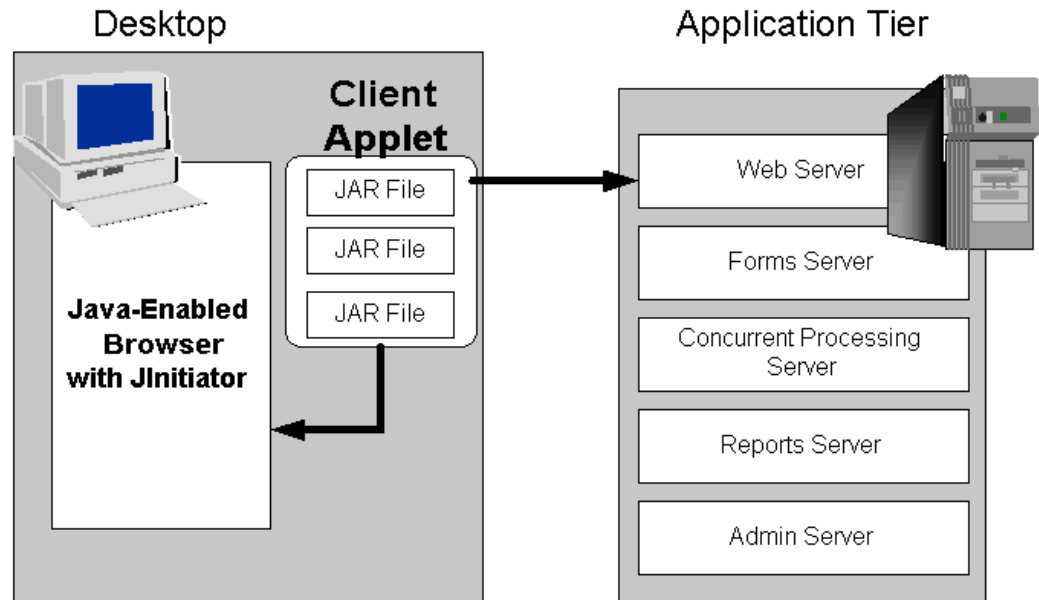 Desktop
Application Tier
Client
Applet
JAR File
JAR File
JAR File
Java-Enabled
Browser
with JInitiator
Web Server
Forms Server
Concurrent Processing
Server
Reports Server
Admin Server